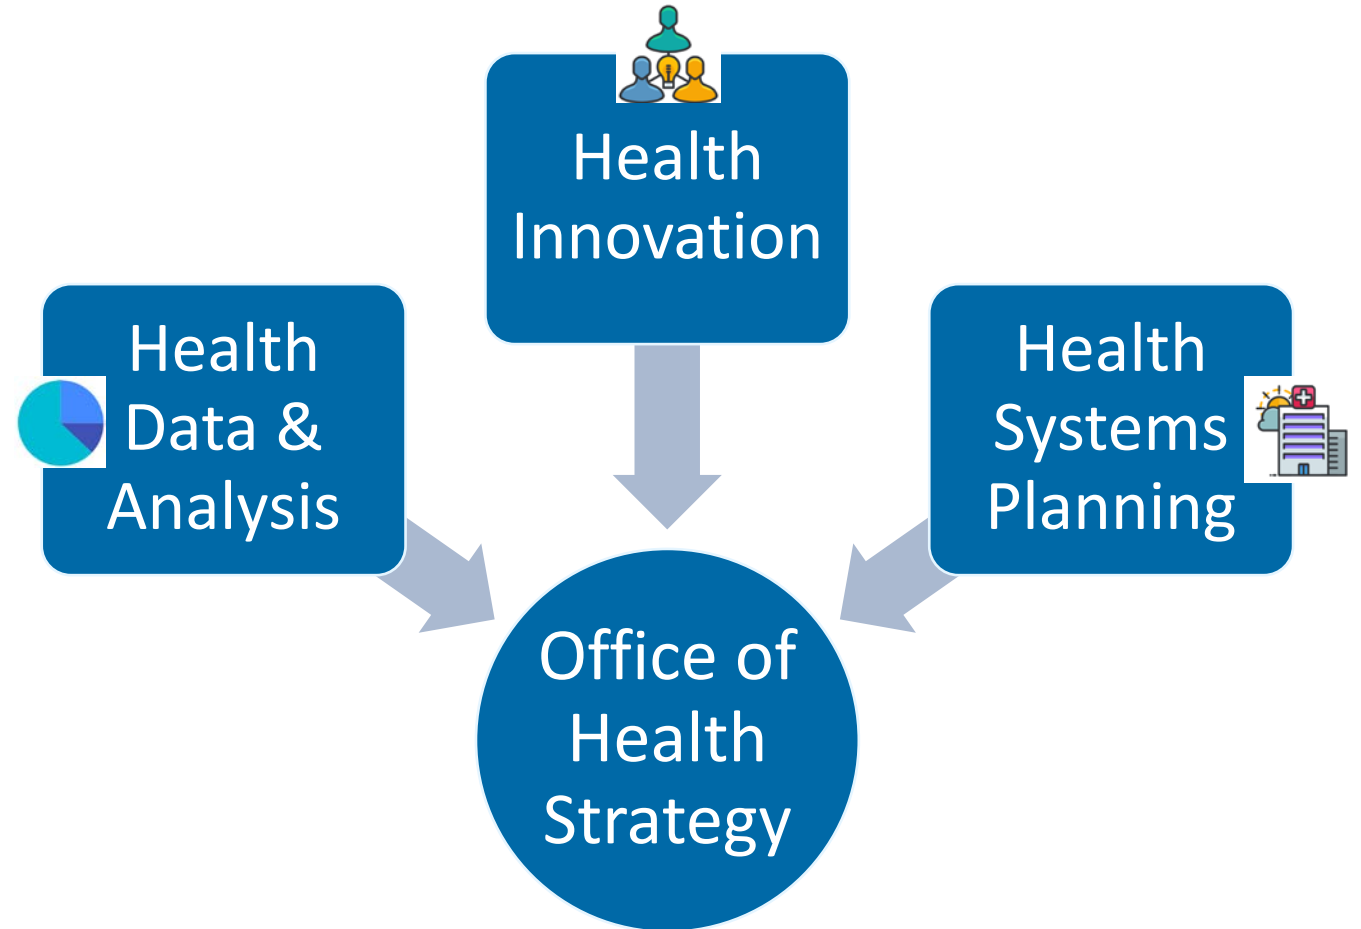 Health
Innovation
Health
Data &
Analysis
Health
Systems
Planning
Office of
Health
Strategy